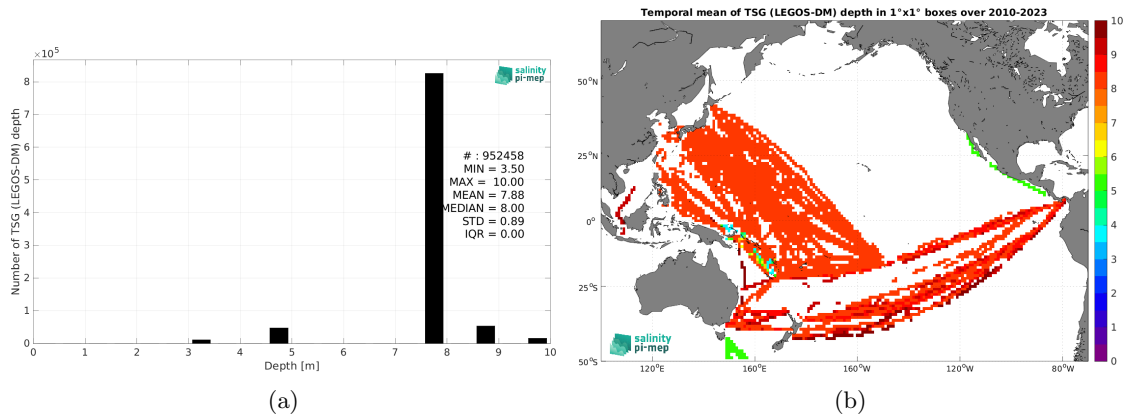 ×10⁵
8
7
6
5
4
3
2
1
0
Number of TSG (LEGOS-DM) depth
salinity
pi-mep
# : 952458
MIN = 3.50
MAX = 10.00
MEAN = 7.88
MEDIAN = 8.00
STD = 0.89
IQR = 0.00
0 1 2 3 4 5 6 7 8 9 10
Depth [m]
(a)
Temporal mean of TSG (LEGOS-DM) depth in 1°x1° boxes over 2010-2023
50°N
25°N
0°
25°S
50°S
120°E
160°E
160°W
120°W
80°W
salinity
pi-mep
10
9
8
7
6
5
4
3
2
1
0
(b)